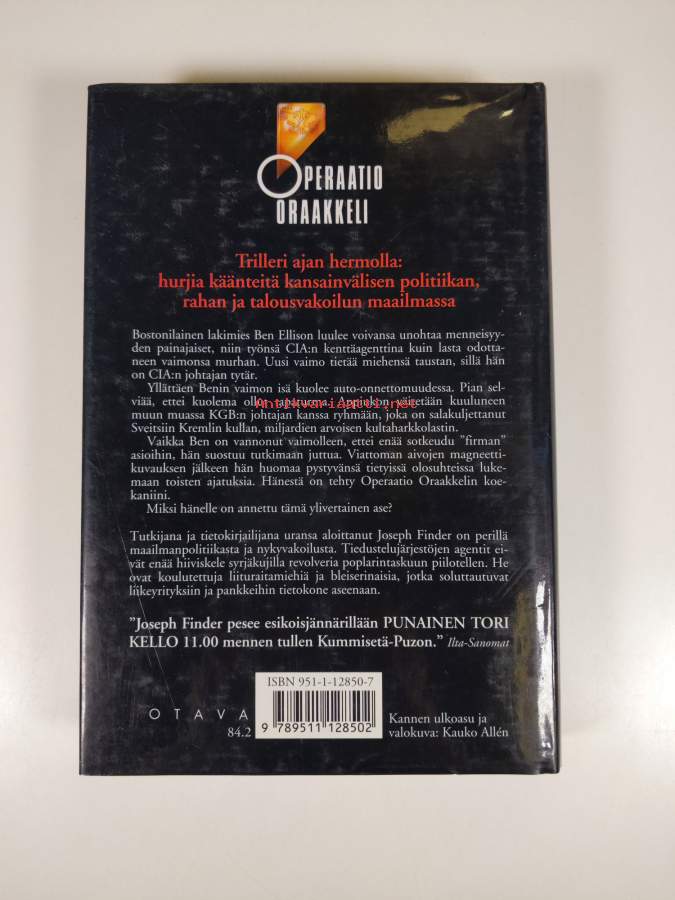 OPERAATIO
ORAAKKELI
Trilleri ajan hermolla:
hurjia käänteitä kansainvälisen politiikan,
rahan ja talousvakoilun maailmassa
Bostonilainen lakimies Ben Ellison luulee voivansa unohtaa menneisyy-
den painajaiset, niin työnsä CIA:n kenttäagenttina kuin lasta odotta-
neen vaimonsa murhan. Uusi vaimo tietää miehensä taustan, sillä hän
on CIA:n johtajan tytär.
Yllättäen Benin vaimon isä kuolee auto-onnettomuudessa. Pian sel-
viää, ettei kuolema ollut tapaturma. Appiukon väitetään kuuluneen
Antikvariaatti.net
muun muassa KGB:n johtajan kanssa ryhmään, joka on salakuljettanut
Sveitsiin Kremlin kullan, miljardien arvoisen kultaharkkolastin.
Vaikka Ben on vannonut vaimolleen, ettei enää sotkeudu ”firman”
asioihin, hän suostuu tutkimaan juttua. Viattoman aivojen magneetti-
kuvauksen jälkeen hän huomaa pystyvänsä tietyissä olosuhteissa luke-
maan toisten ajatuksia. Hänestä on tehty Operaatio Oraakkelin koe-
kaniini.
Miksi hänelle on annettu tämä ylivertainen ase?
Tutkijana ja tietokirjailijana uransa aloittanut Joseph Finder on perillä
maailmanpolitiikasta ja nykyvakoilusta. Tiedustelujärjestöjen agentit ei-
vät enää hiiviskele syrjäkujilla revolveria poplarintaskuun piilotellen. He
ovat koulutettuja liituraitamiehiä ja bleiserinaisia, jotka soluttautuvat
liikeyrityksiin ja pankkeihin tietokone aseenaan.
”Joseph Finder pesee esikoisjännärillään PUNAINEN TORI
KELLO 11.00 mennen tullen Kummisetä-Puzon.” Ilta-Sanomat
ISBN 951-1-12850-7
OTAVA
84.2
9 789511 128502
Kannen ulkoasu ja
valokuva: Kauko Allén